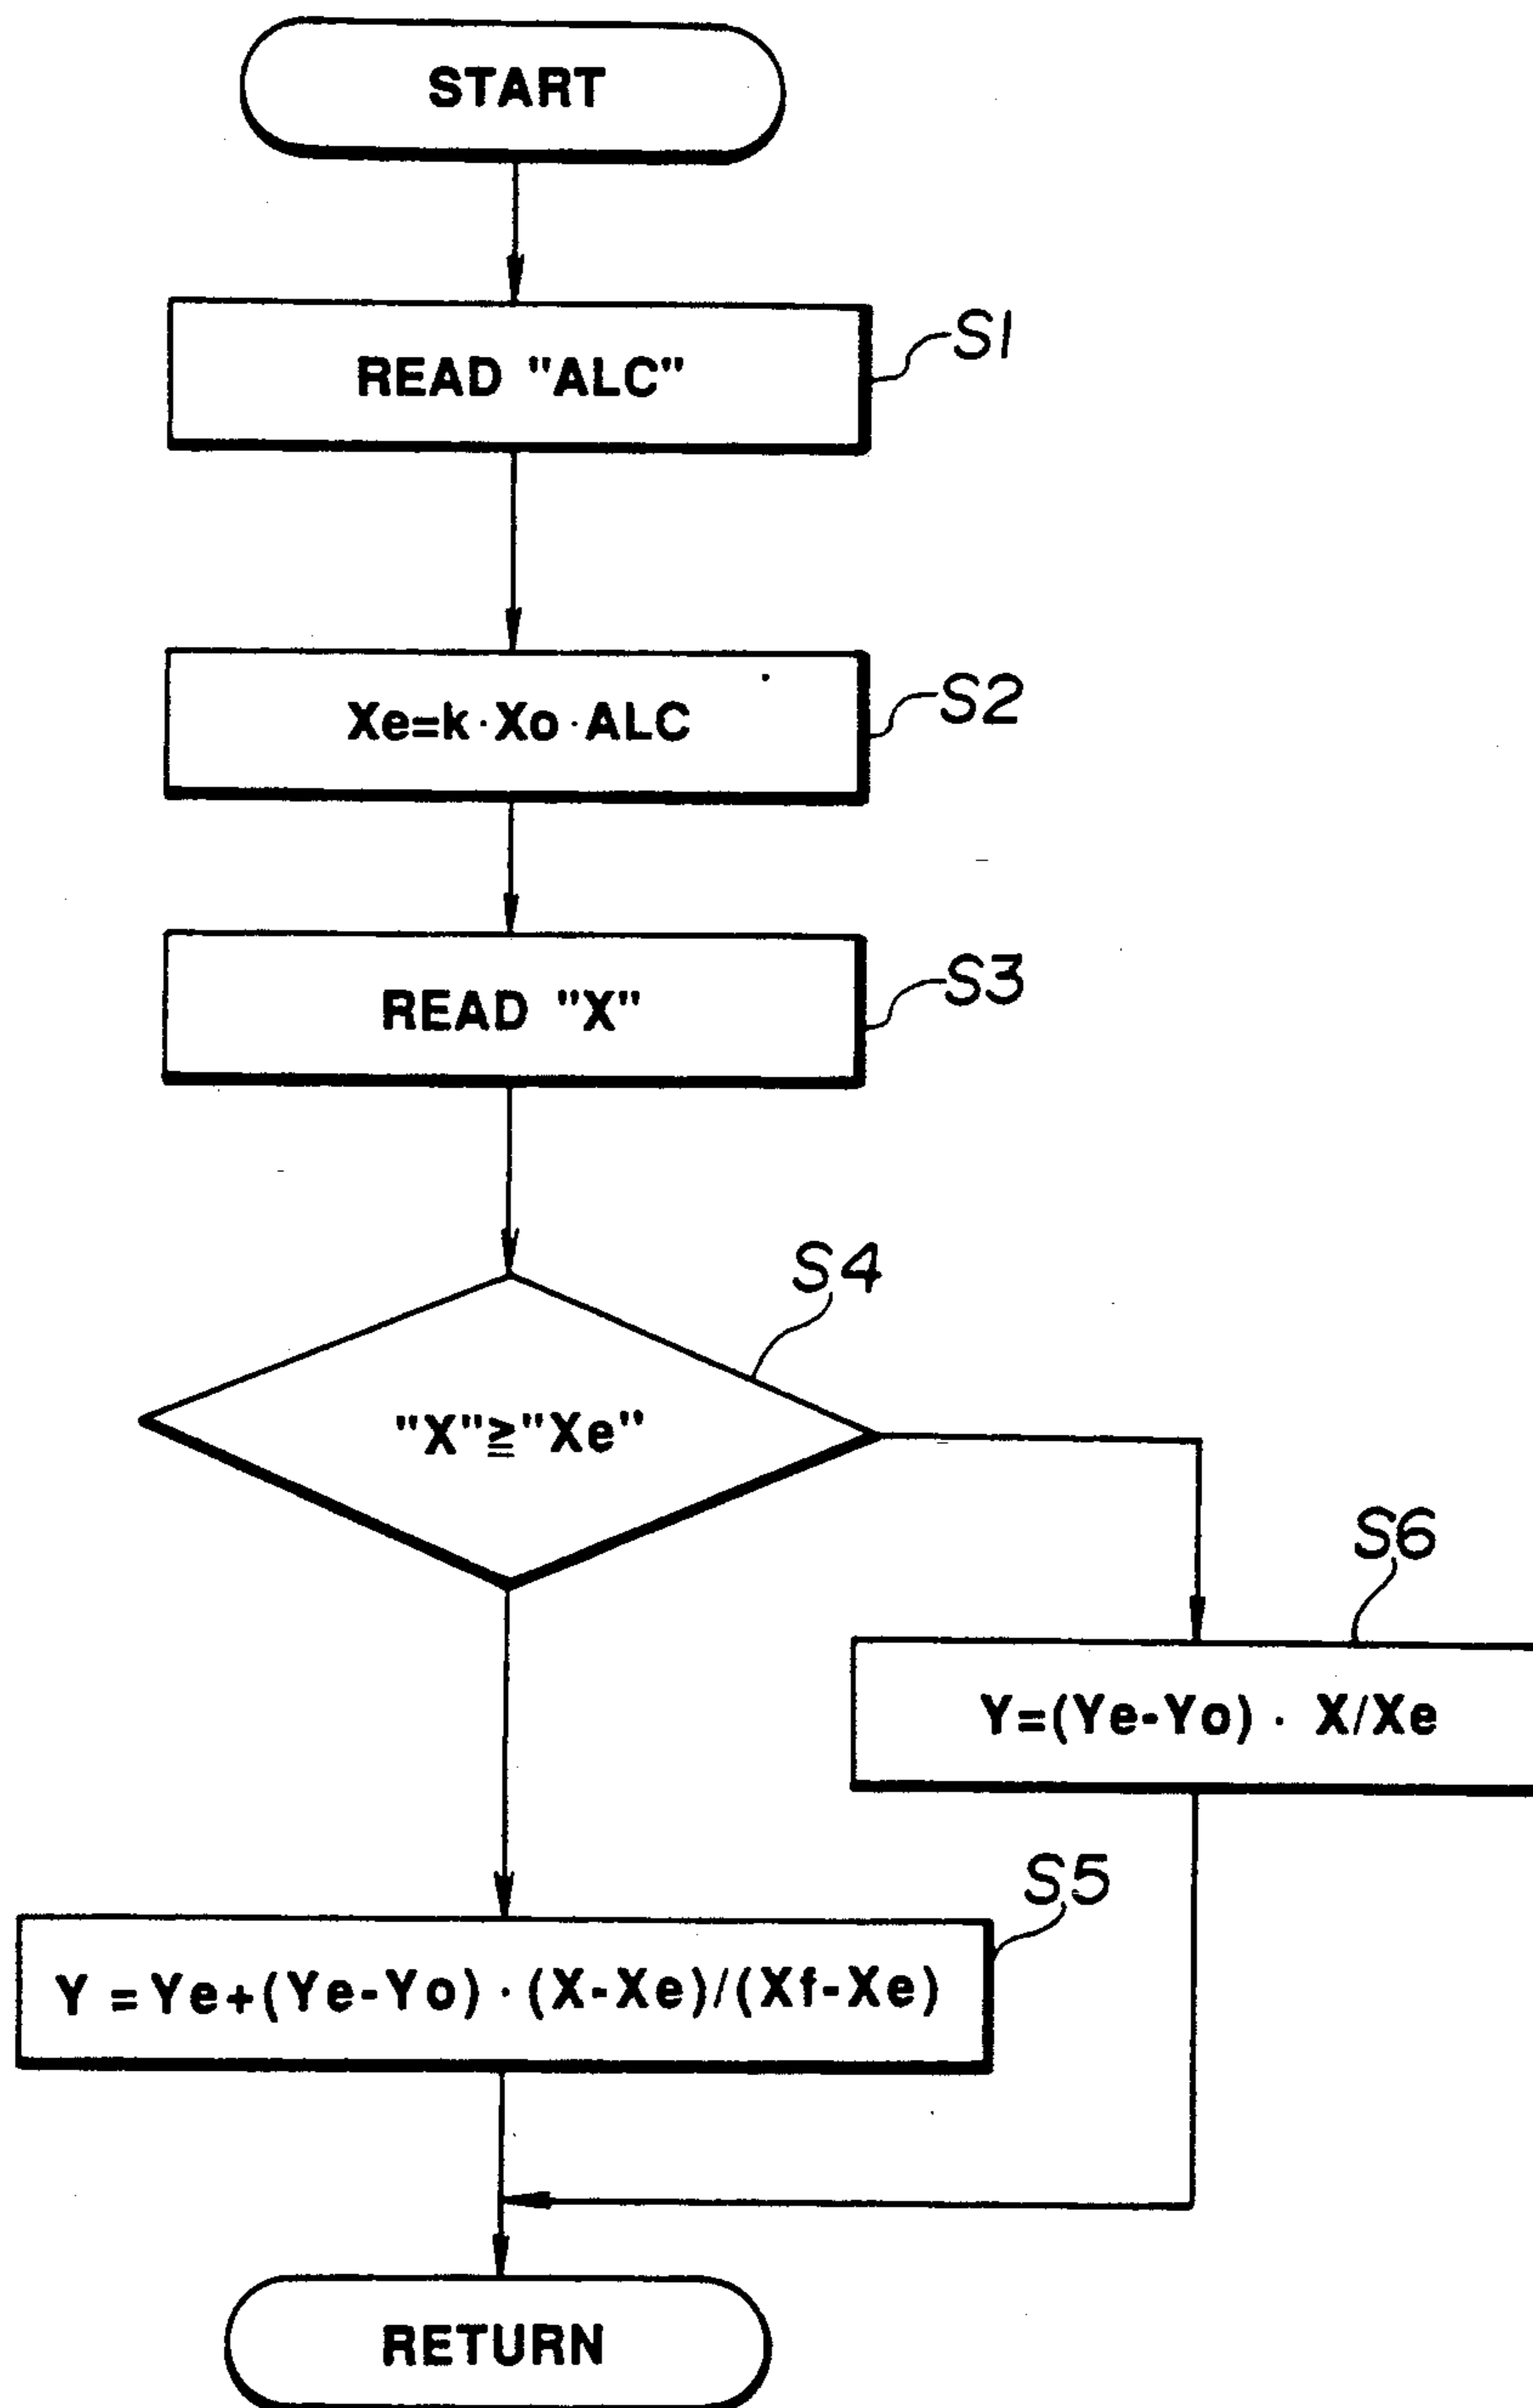 START
READ "ALC"
S1
Xe=k·Xo·ALC
S2
READ "X"
S3
S4
"X"≧"Xe"
S6
Y=(Ye-Yo)· X/Xe
S5
Y=Ye+(Ye-Yo)·(X-Xe)/(Xf-Xe)
RETURN